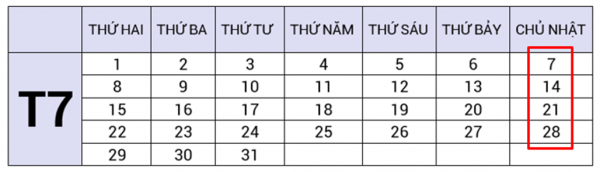 THỨ HAI THỨ BA THỨ TƯ THỨ NĂM THỨ SÁU THỨ BẢY CHỦ NHẬT
T7
1 2 3 4 5 6 7
8 9 10 11 12 13 14
15 16 17 18 19 20 21
22 23 24 25 26 27 28
29 30 31